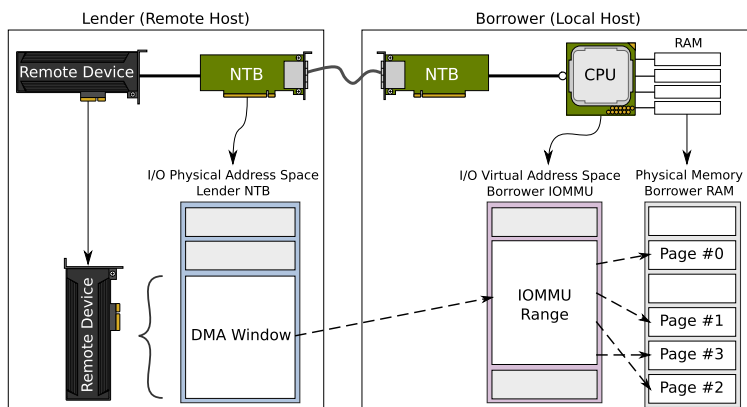 Lender (Remote Host)
Borrower (Local Host)
Remote Device
NTB
NTB
CPU
RAM
I/O Physical Address Space
Lender NTB
I/O Virtual Address Space
Borrower IOMMU
Physical Memory
Borrower RAM
Remote Device
DMA Window
IOMMU
Range
Page #0
Page #1
Page #3
Page #2